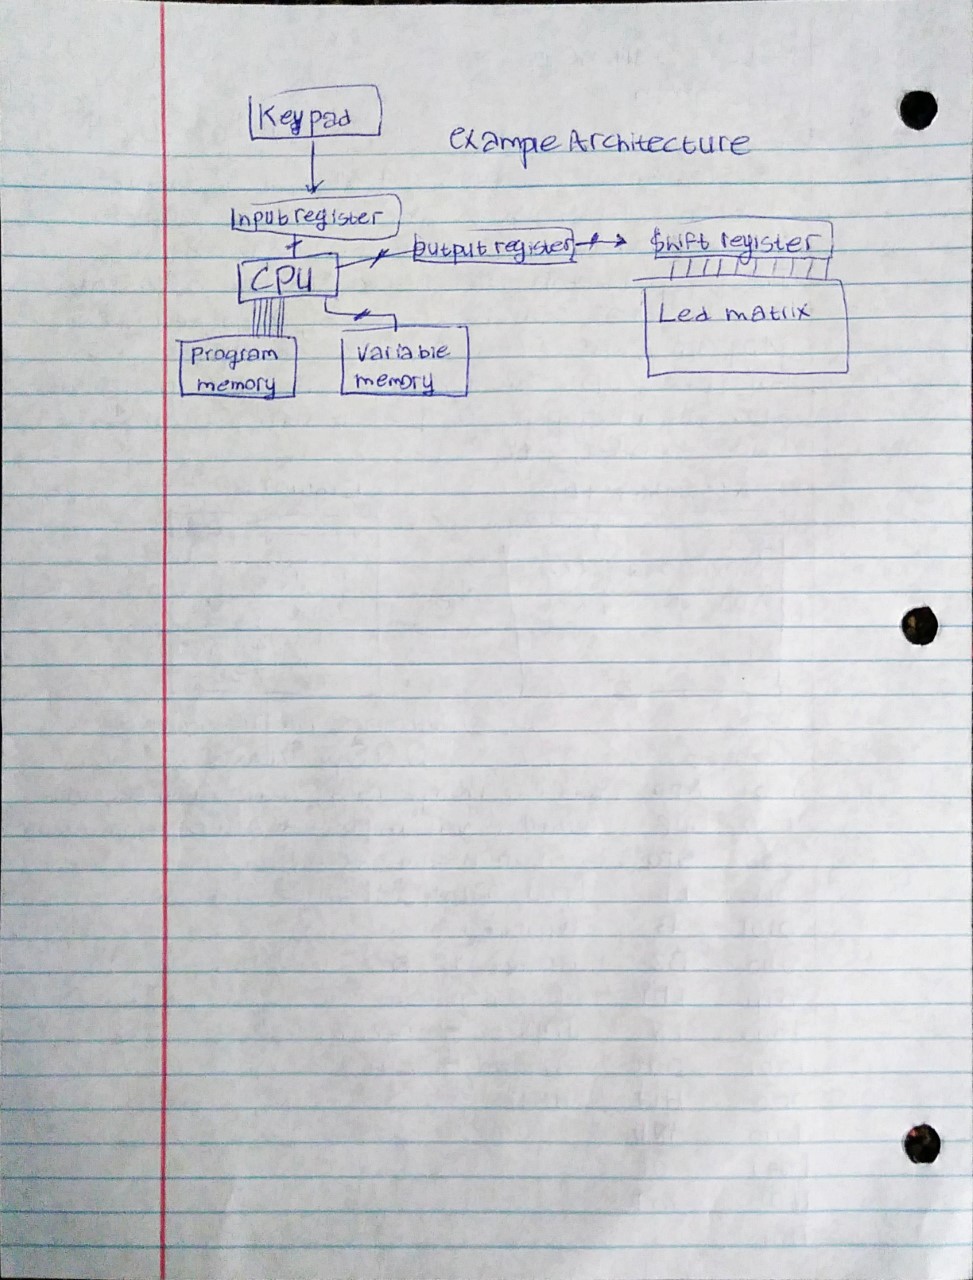 Keypad
Example Architecture
Input register
Output register
Shift register
CPU
Led matrix
Program
memory
Variable
memory